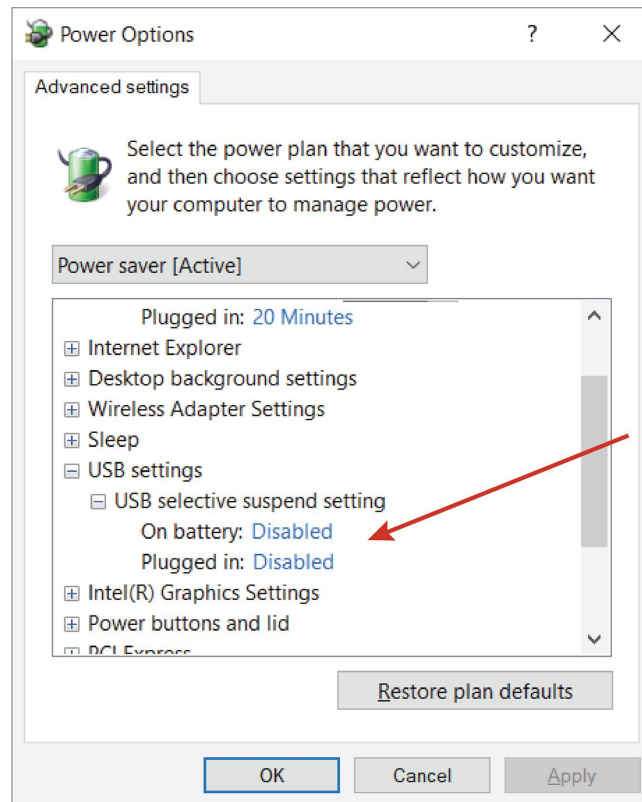 Power Options
?
Advanced settings
Select the power plan that you want to customize,
and then choose settings that reflect how you want
your computer to manage power.
Power saver [Active]
Plugged in: 20 Minutes
Internet Explorer
Desktop background settings
Wireless Adapter Settings
Sleep
USB settings
USB selective suspend setting
On battery: Disabled
Plugged in: Disabled
Intel(R) Graphics Settings
Power buttons and lid
PCI Express
Restore plan defaults
OK
Cancel
Apply